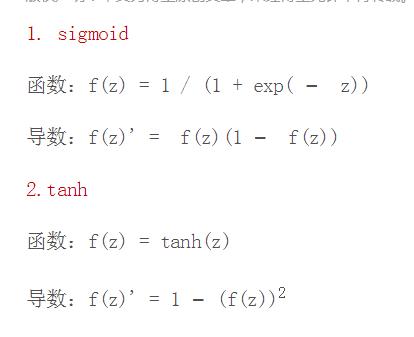 1. sigmoid
函数: f(z) = 1 / (1 + exp( − z))
导数: f(z)' = f(z)(1 − f(z))
2.tanh
函数: f(z) = tanh(z)
导数: f(z)' = 1 − (f(z))²